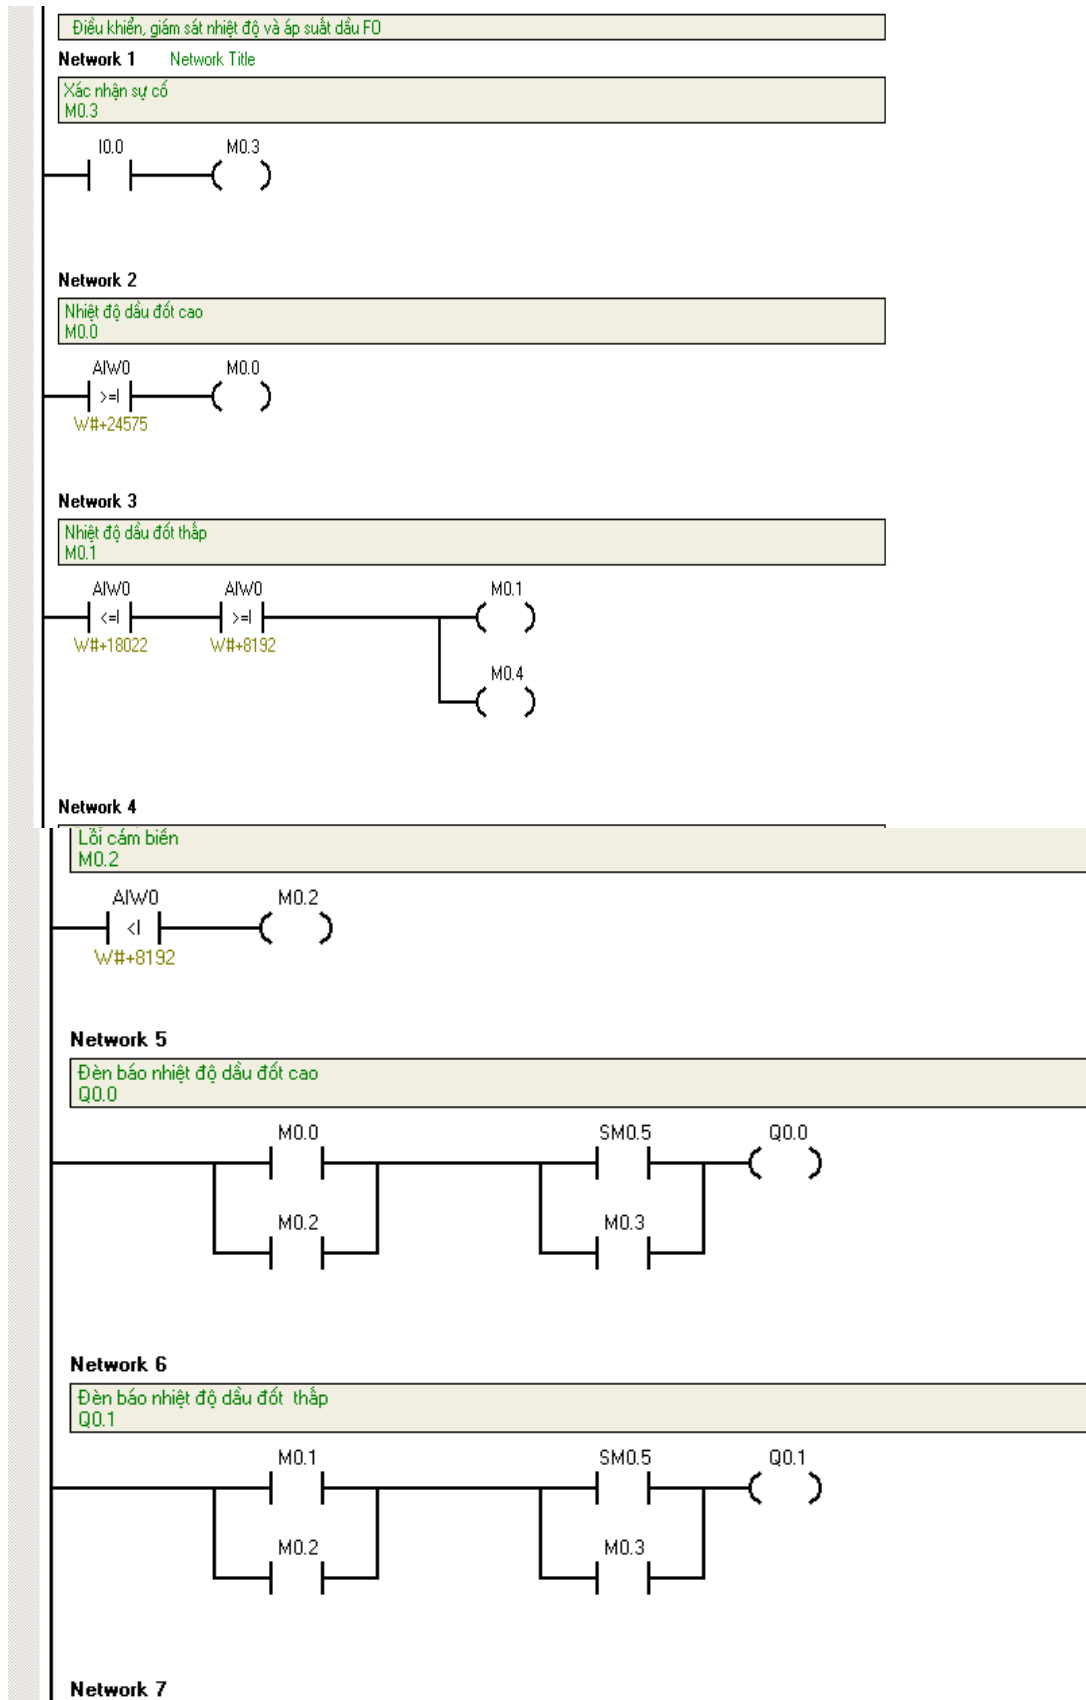 Điều khiển, giám sát nhiệt độ và áp suất dầu FO
Network 1 Network Title
Xác nhận sự cố
M0.3
I0.0 M0.3
Network 2
Nhiệt độ dầu đốt cao
M0.0
AIW0 M0.0
>=I
W#+24575
Network 3
Nhiệt độ dầu đốt thấp
M0.1
AIW0 AIW0 M0.1
<=I >=I
W#+18022 W#+8192
M0.4
Network 4
Lỗi cảm biến
M0.2
AIW0 M0.2
<I
W#+8192
Network 5
Đèn báo nhiệt độ dầu đốt cao
Q0.0
M0.0 SM0.5 Q0.0
M0.2 M0.3
Network 6
Đèn báo nhiệt độ dầu đốt thấp
Q0.1
M0.1 SM0.5 Q0.1
M0.2 M0.3
Network 7